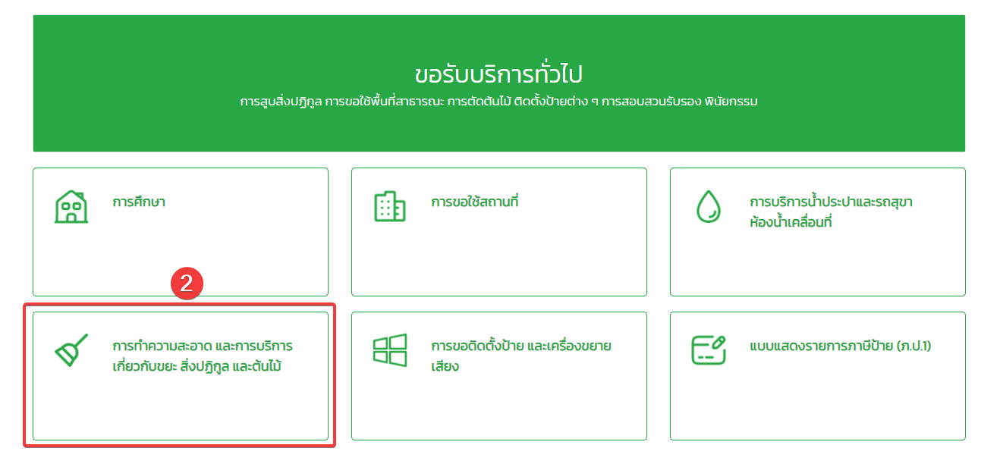 ขอรับบริการทั่วไป
การสูบสิ่งปฏิกูล การขอใช้พื้นที่สาธารณะ การตัดต้นไม้ ติดตั้งป้ายต่าง ๆ การสอบสวนรับรอง พินัยกรรม
การศึกษา
การขอใช้สถานที่
การบริการน้ำประปาและรถสุขา
ห้องน้ำเคลื่อนที่
2
การทำความสะอาด และการบริการ
เกี่ยวกับขยะ สิ่งปฏิกูล และต้นไม้
การขอติดตั้งป้าย และเครื่องขยาย
เสียง
แบบแสดงรายการภาษีป้าย (ภ.ป.1)